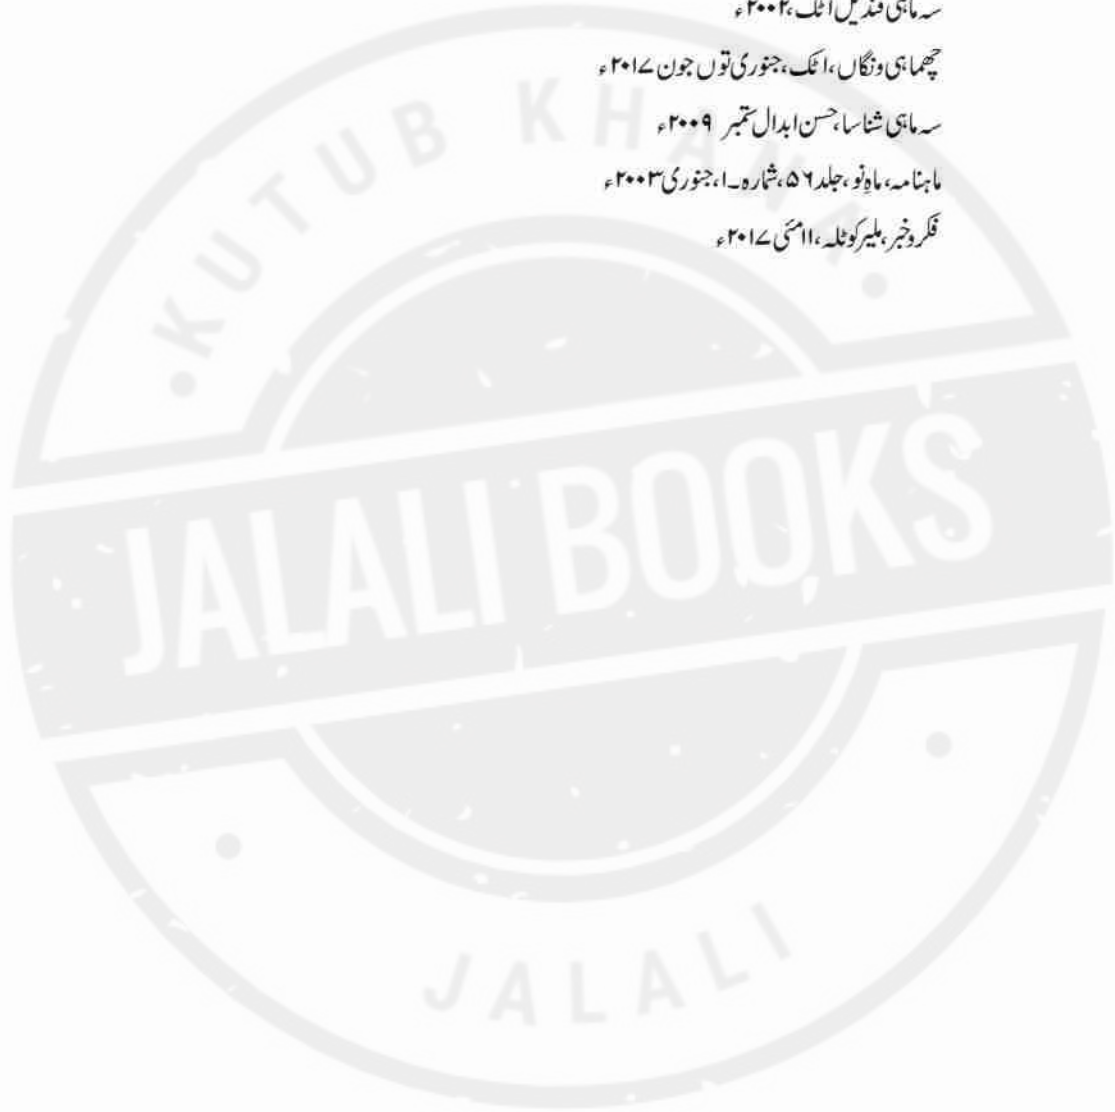 سہ ماہی قندیل اٹک، ۲۰۰۲ء
چھماہی ونگاں، اٹک، جنوری توں جون ۲۰۱۷ء
سہ ماہی شناسا، حسن ابدال ستمبر ۲۰۰۹ء
ماہنامہ، ماہِ نو، جلد ۵۶، شمارہ۔۱، جنوری ۲۰۰۳ء
فکر و خبر، ملیر کوٹلہ، ۱۱مئی ۲۰۱۷ء
KUTUB KHANA
JALALI BOOKS
JALALI